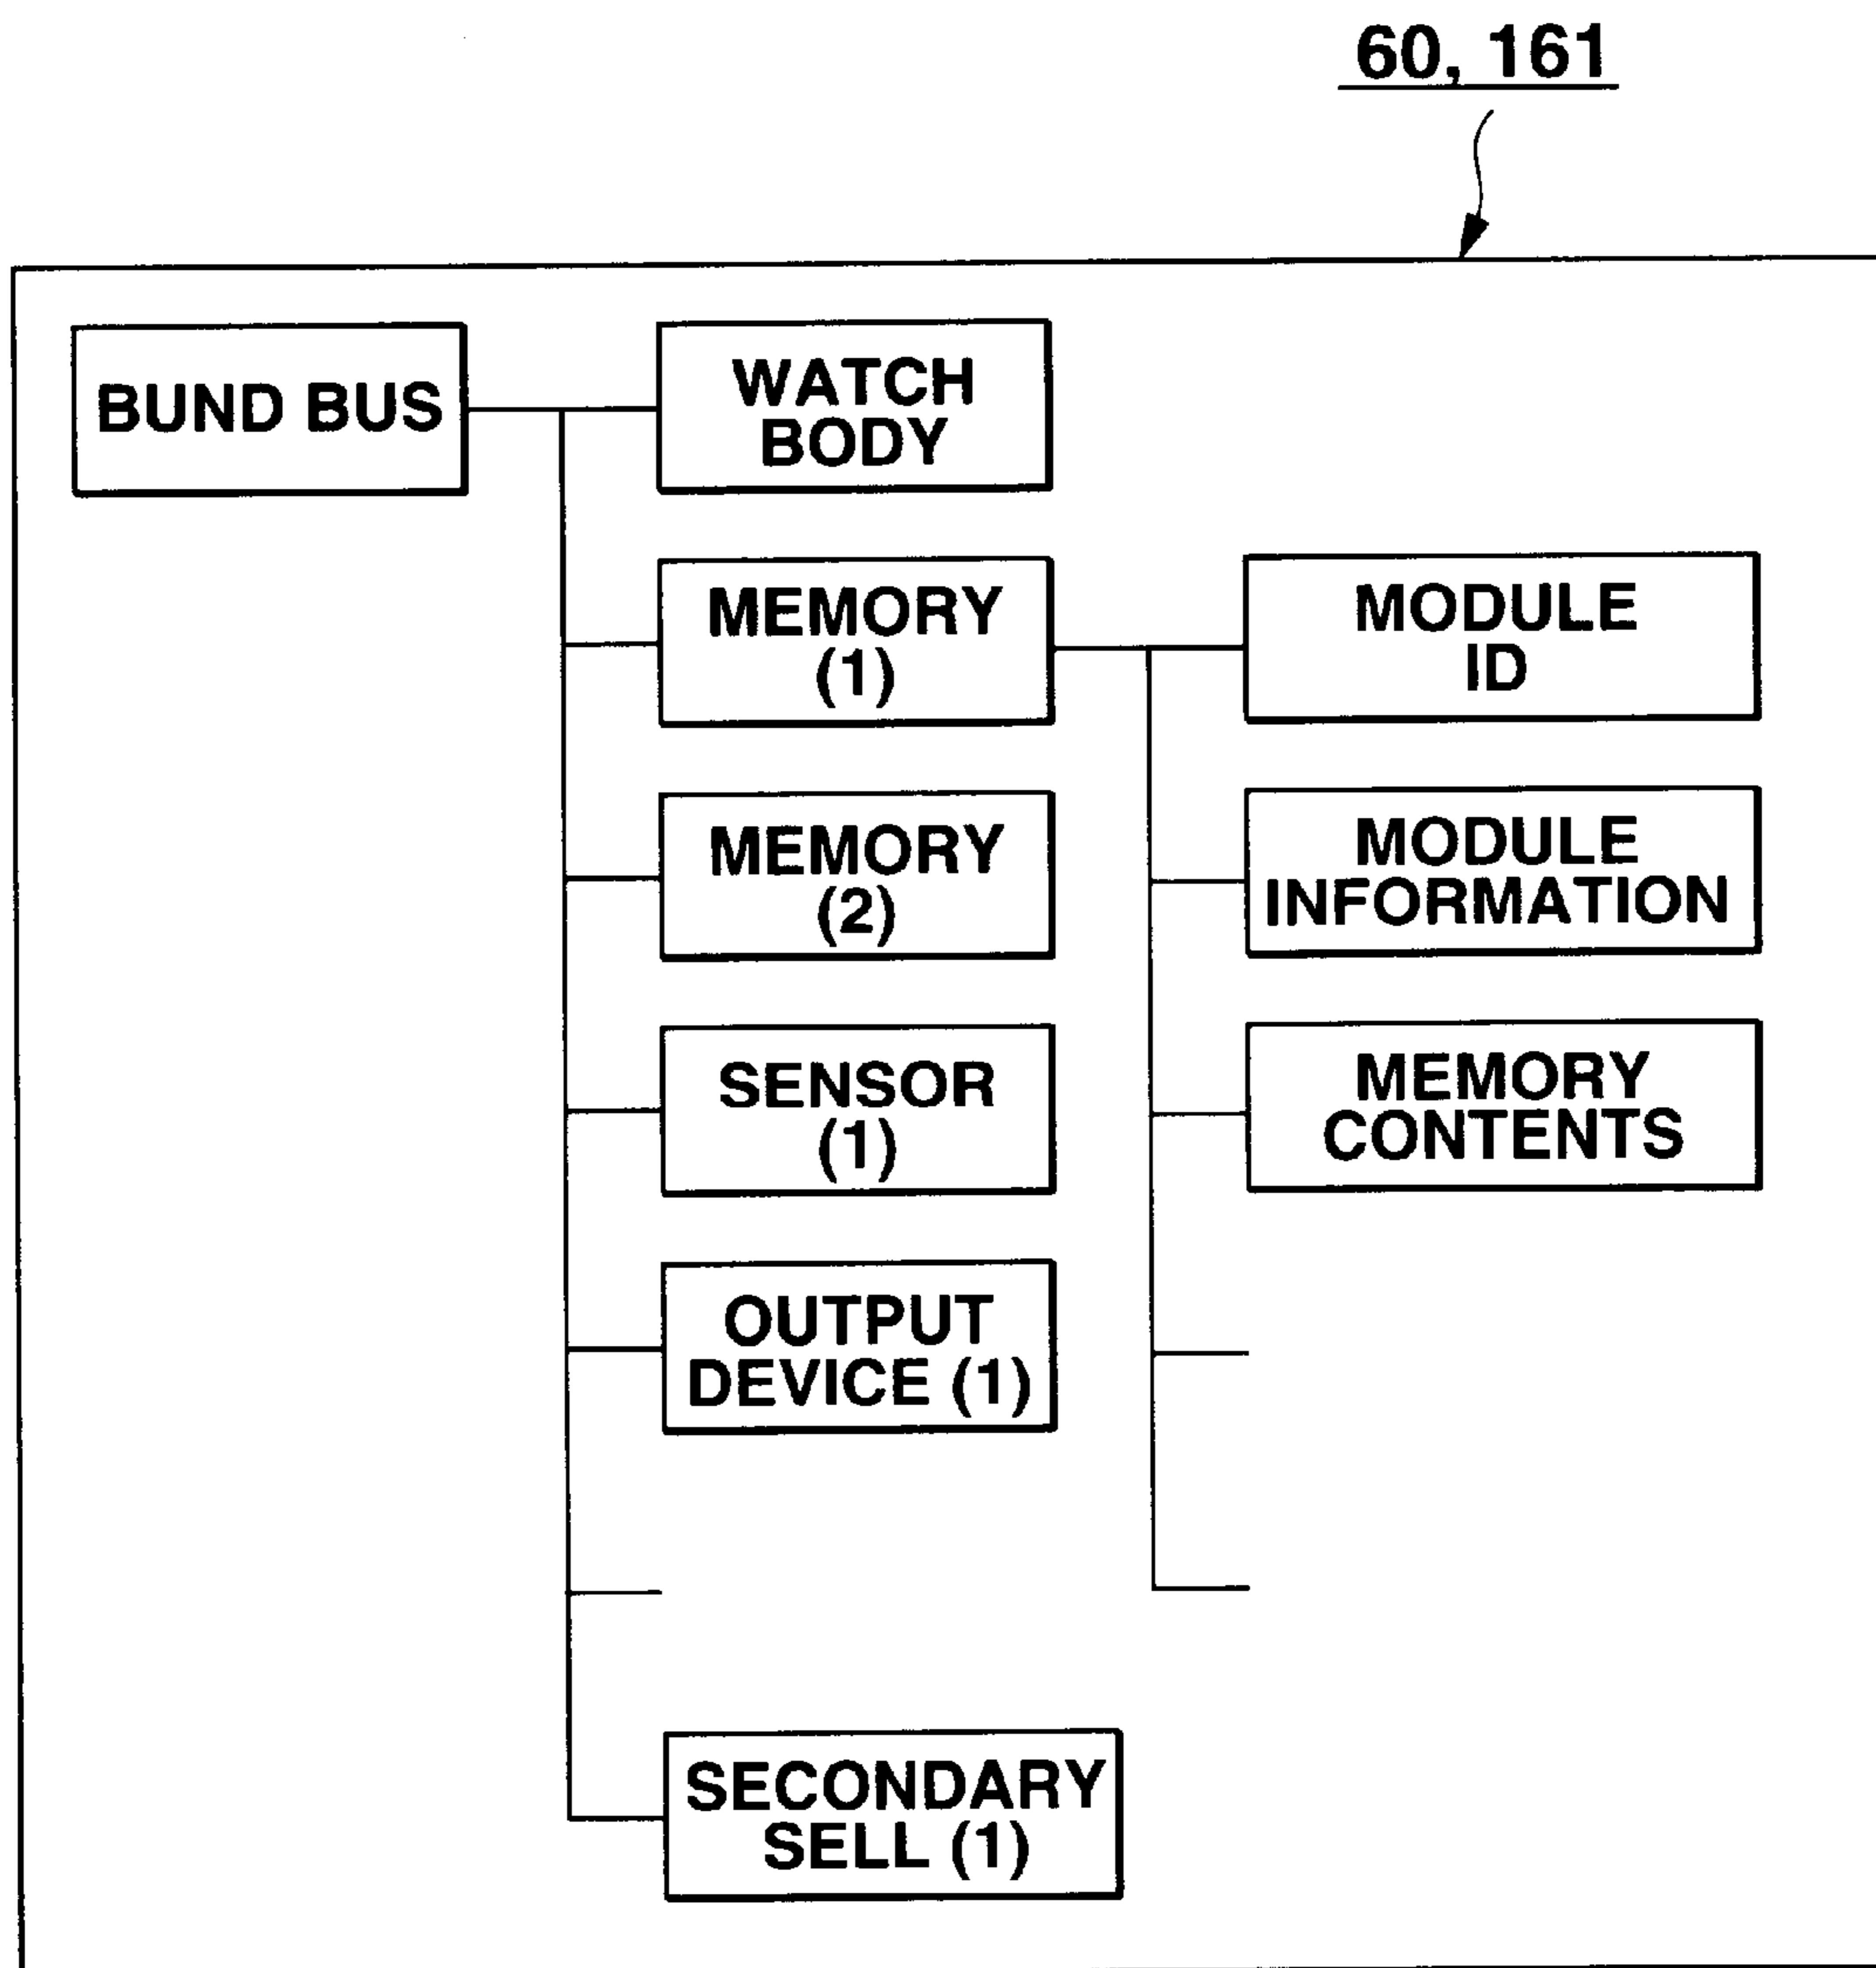 60, 161
BUND BUS
WATCH
BODY
MEMORY
(1)
MODULE
ID
MEMORY
(2)
MODULE
INFORMATION
SENSOR
(1)
MEMORY
CONTENTS
OUTPUT
DEVICE (1)
SECONDARY
SELL (1)